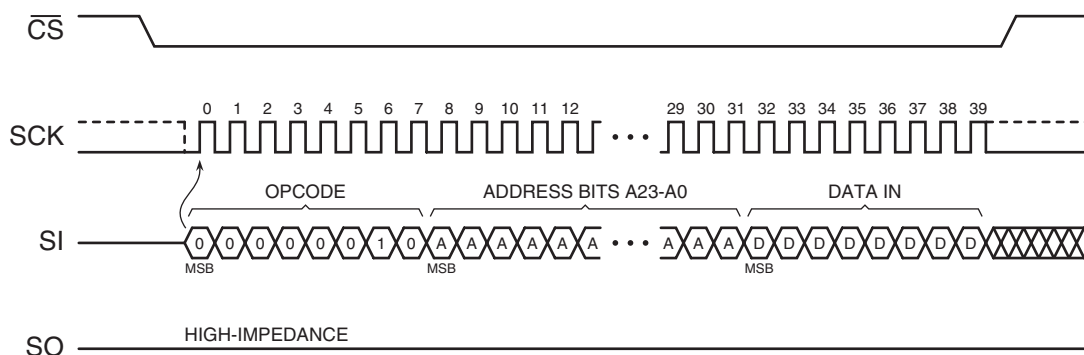 CS
0 1 2 3 4 5 6 7 8 9 10 11 12 29 30 31 32 33 34 35 36 37 38 39
SCK
OPCODE ADDRESS BITS A23-A0 DATA IN
SI 0 0 0 0 0 0 1 0 A A A A A A A A A D D D D D D D D
MSB MSB MSB
HIGH-IMPEDANCE
SO